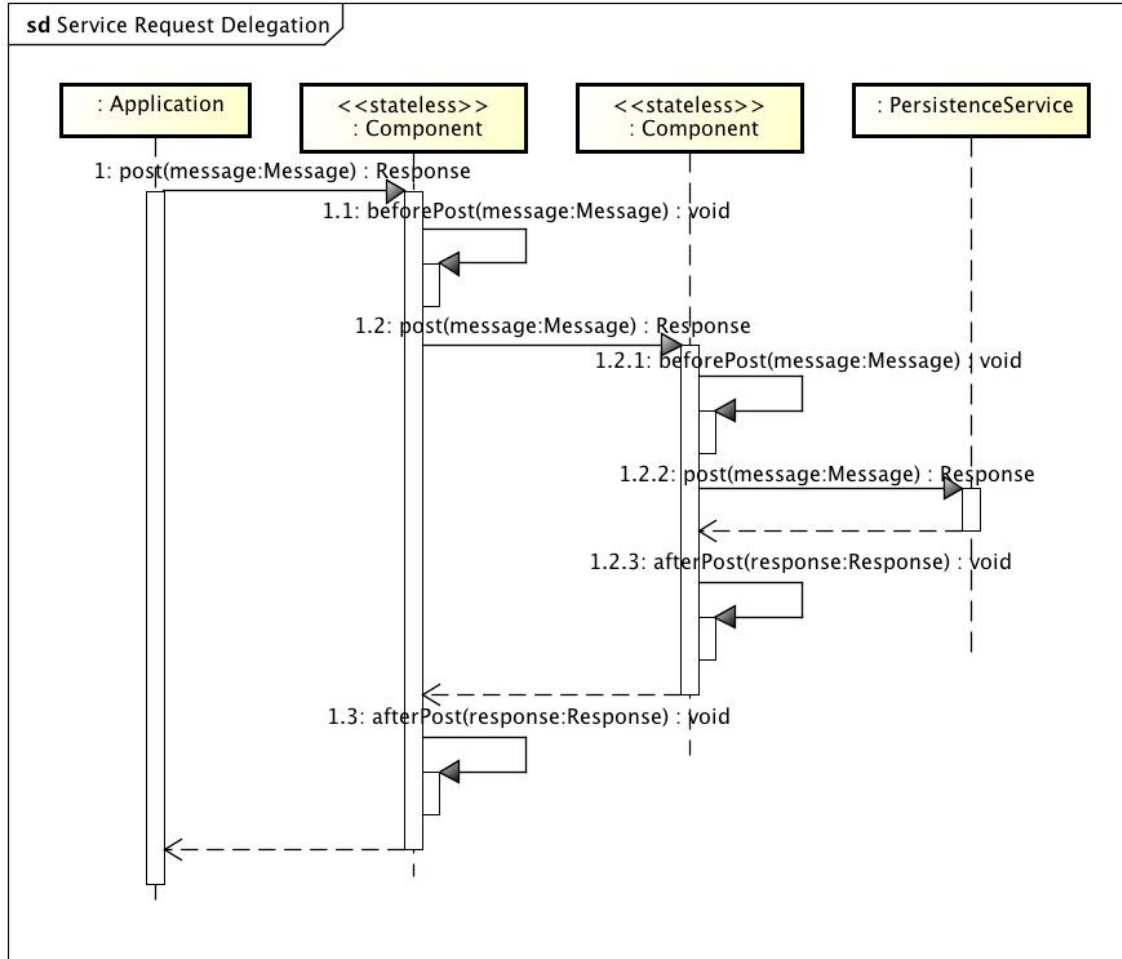 sd Service Request Delegation
: Application
<<stateless>>
: Component
<<stateless>>
: Component
: PersistenceService
1: post(message:Message) : Response
1.1: beforePost(message:Message) : void
1.2: post(message:Message) : Response
1.2.1: beforePost(message:Message) : void
1.2.2: post(message:Message) : Response
1.2.3: afterPost(response:Response) : void
1.3: afterPost(response:Response) : void